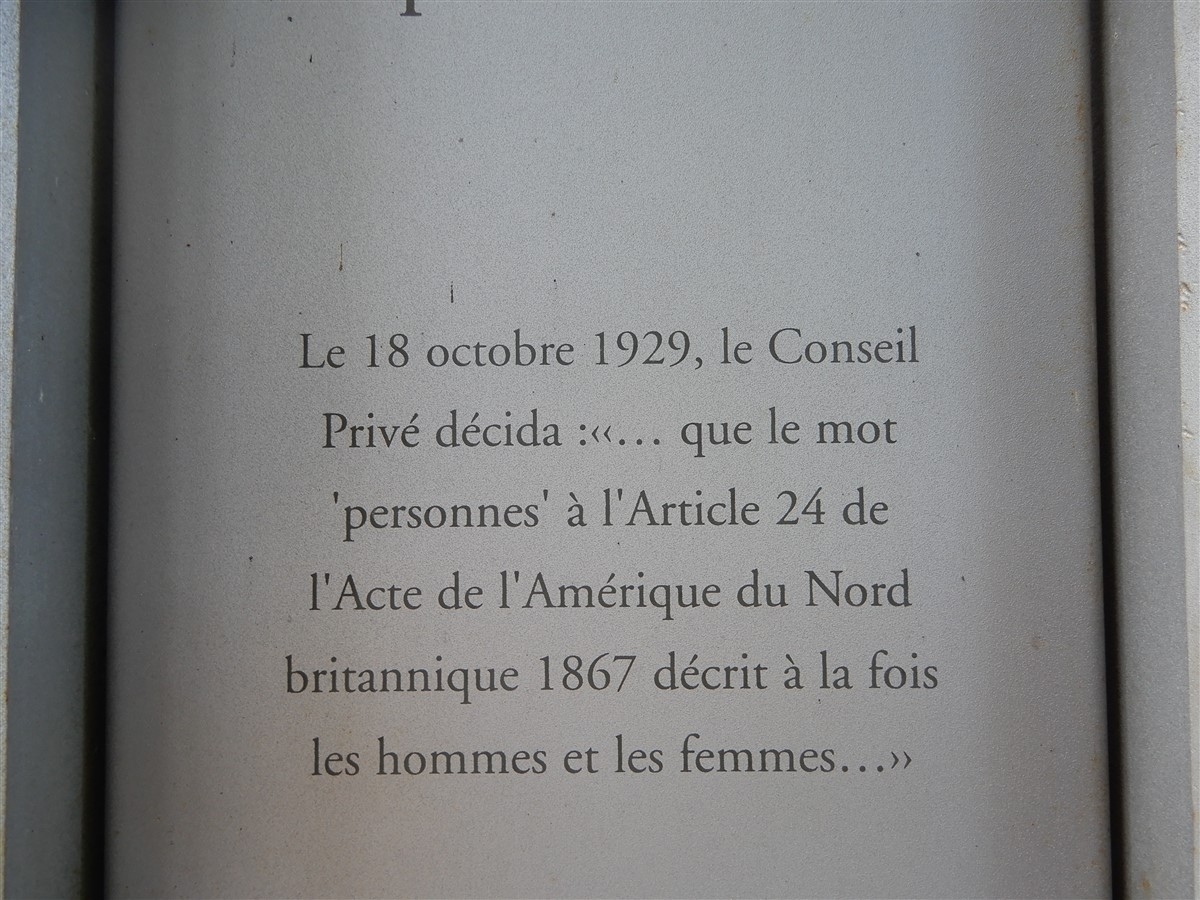 Le 18 octobre 1929, le Conseil
Privé décida :‹‹… que le mot
'personnes' à l'Article 24 de
l'Acte de l'Amérique du Nord
britannique 1867 décrit à la fois
les hommes et les femmes…››